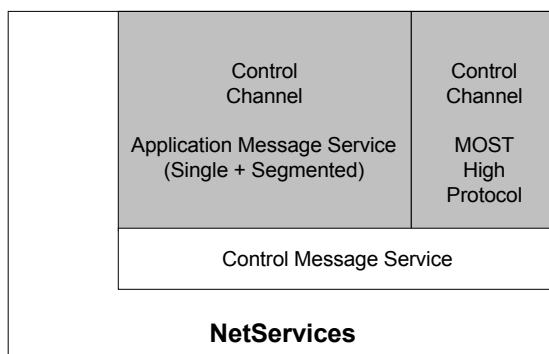 Control
Channel
Application Message Service
(Single + Segmented)
Control
Channel
MOST
High
Protocol
Control Message Service
NetServices